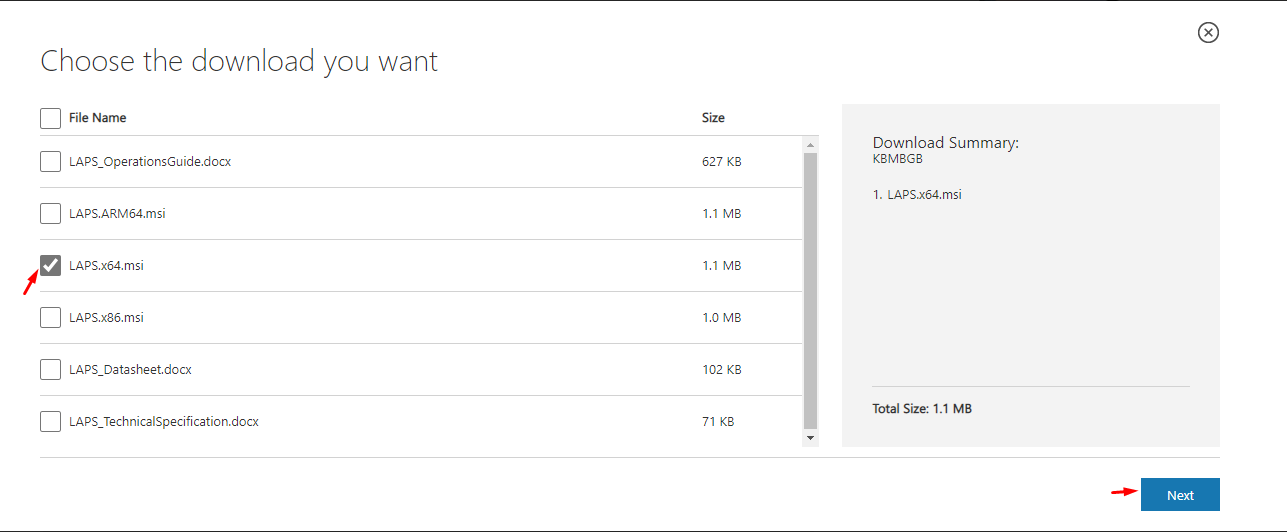 Choose the download you want
File Name Size
LAPS_OperationsGuide.docx 627 KB
LAPS.ARM64.msi 1.1 MB
LAPS.x64.msi 1.1 MB
LAPS.x86.msi 1.0 MB
LAPS_Datasheet.docx 102 KB
LAPS_TechnicalSpecification.docx 71 KB
Download Summary:
KBMBGB
1. LAPS.x64.msi
Total Size: 1.1 MB
Next